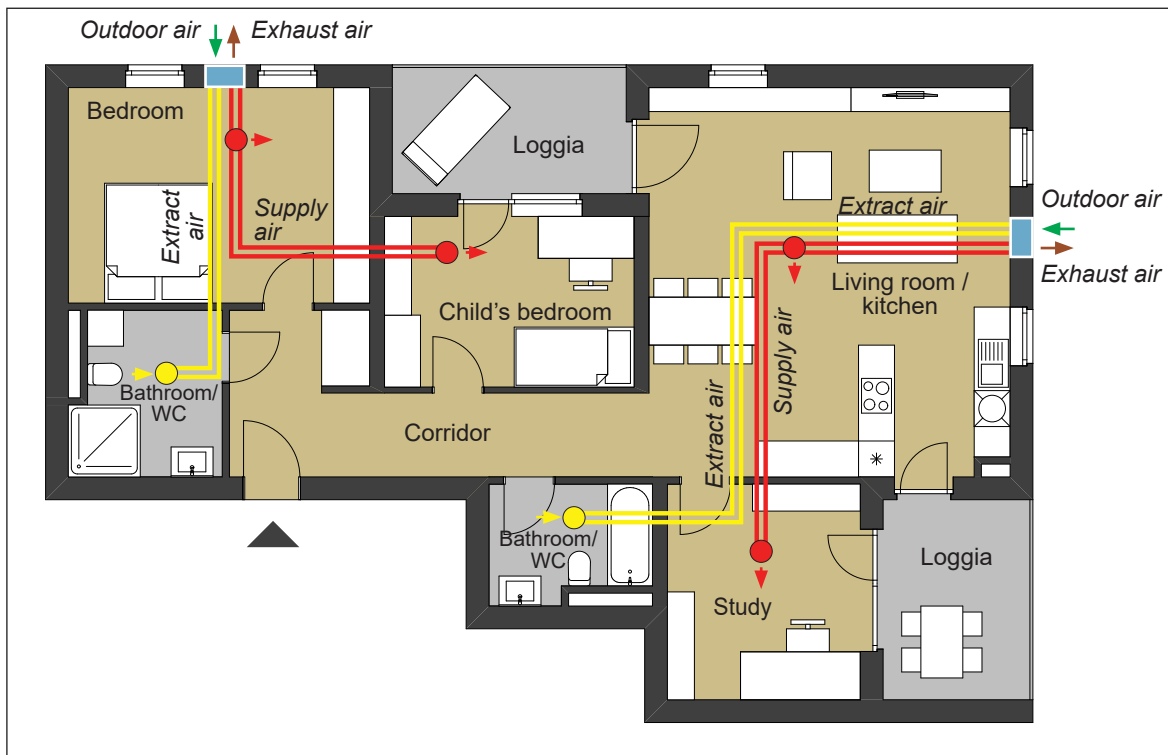 Outdoor air
Exhaust air
Bedroom
Loggia
Extract
air
Supply
air
Extract air
Outdoor air
Exhaust air
Living room /
kitchen
Child's bedroom
Supply air
Extract air
Bathroom/
WC
Corridor
Bathroom/
WC
Loggia
Study